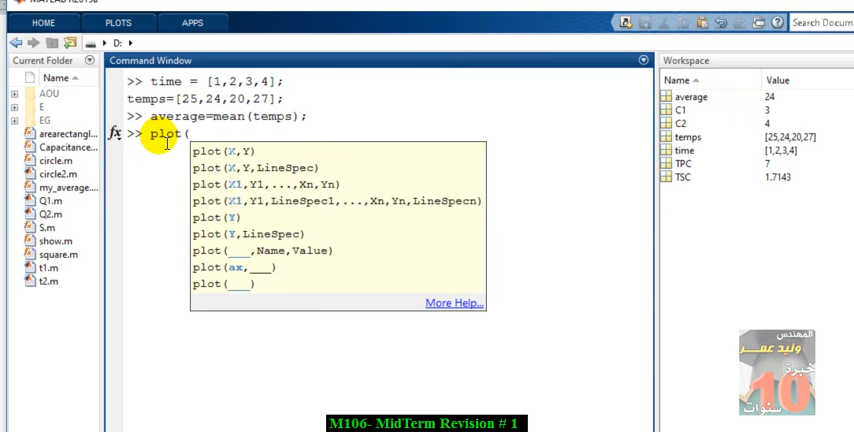 HOME PLOTS APPS
Search Docum
D:
Current Folder
Name
AOU
E
EG
arearectangl...
Capacitance...
circle.m
circle2.m
my_average....
Q1.m
Q2.m
S.m
show.m
square.m
t1.m
t2.m
Command Window
>> time = [1,2,3,4];
temps=[25,24,20,27];
>> average=mean(temps);
fx >> plot(
plot(X,Y)
plot(X,Y,LineSpec)
plot(X1,Y1,...,Xn,Yn)
plot(X1,Y1,LineSpec1,...,Xn,Yn,LineSpecn)
plot(Y)
plot(Y,LineSpec)
plot(___,Name,Value)
plot(ax,___)
plot(___)
More Help...
Workspace
Name Value
average 24
C1 3
C2 4
temps [25,24,20,27]
time [1,2,3,4]
TPC 7
TSC 1.7143
المهندس
وليد عمر
خبرة
10
سنوات
M106- MidTerm Revision # 1